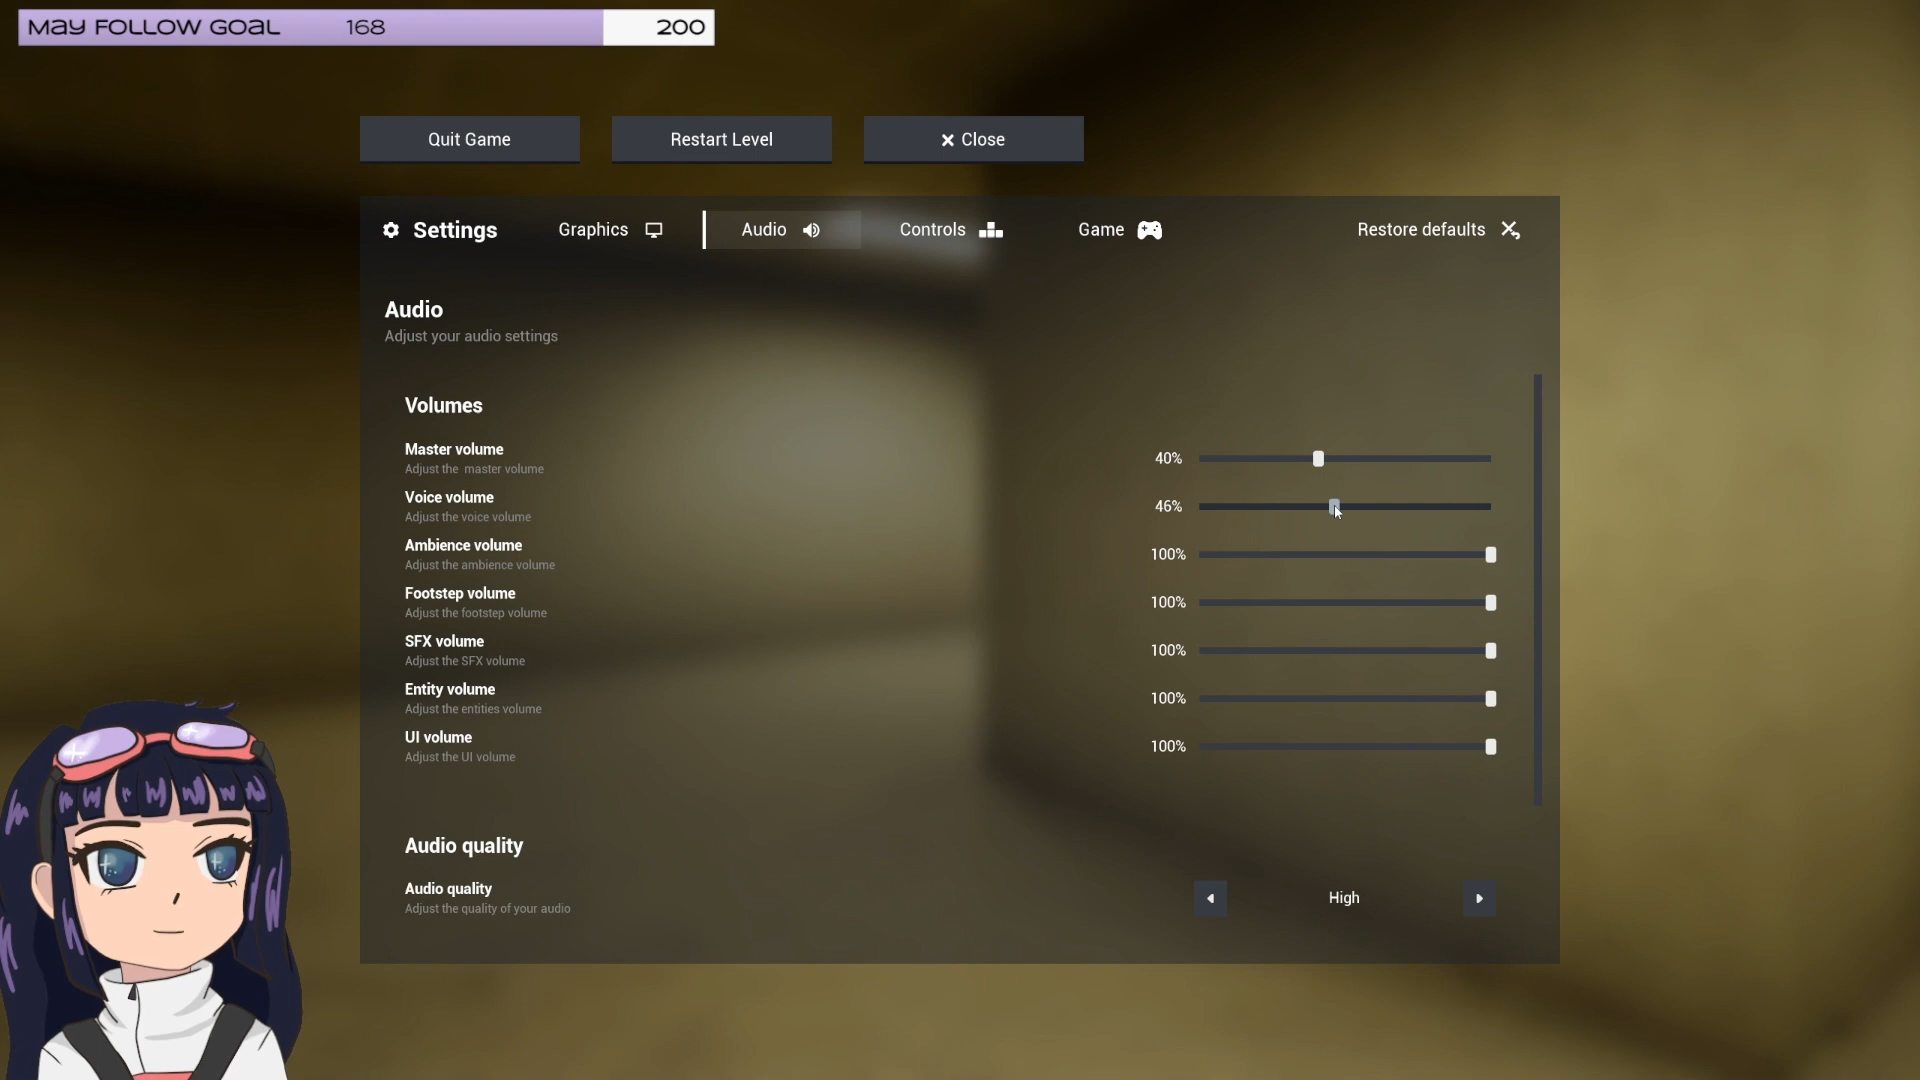 May Follow Goal 168 200
Quit Game
Restart Level
Close
Settings
Graphics
Audio
Controls
Game
Restore defaults
Audio
Adjust your audio settings
Volumes
Master volume
Adjust the master volume
40%
Voice volume
Adjust the voice volume
46%
Ambience volume
Adjust the ambience volume
100%
Footstep volume
Adjust the footstep volume
100%
SFX volume
Adjust the SFX volume
100%
Entity volume
Adjust the entities volume
100%
UI volume
Adjust the UI volume
100%
Audio quality
Audio quality
Adjust the quality of your audio
High